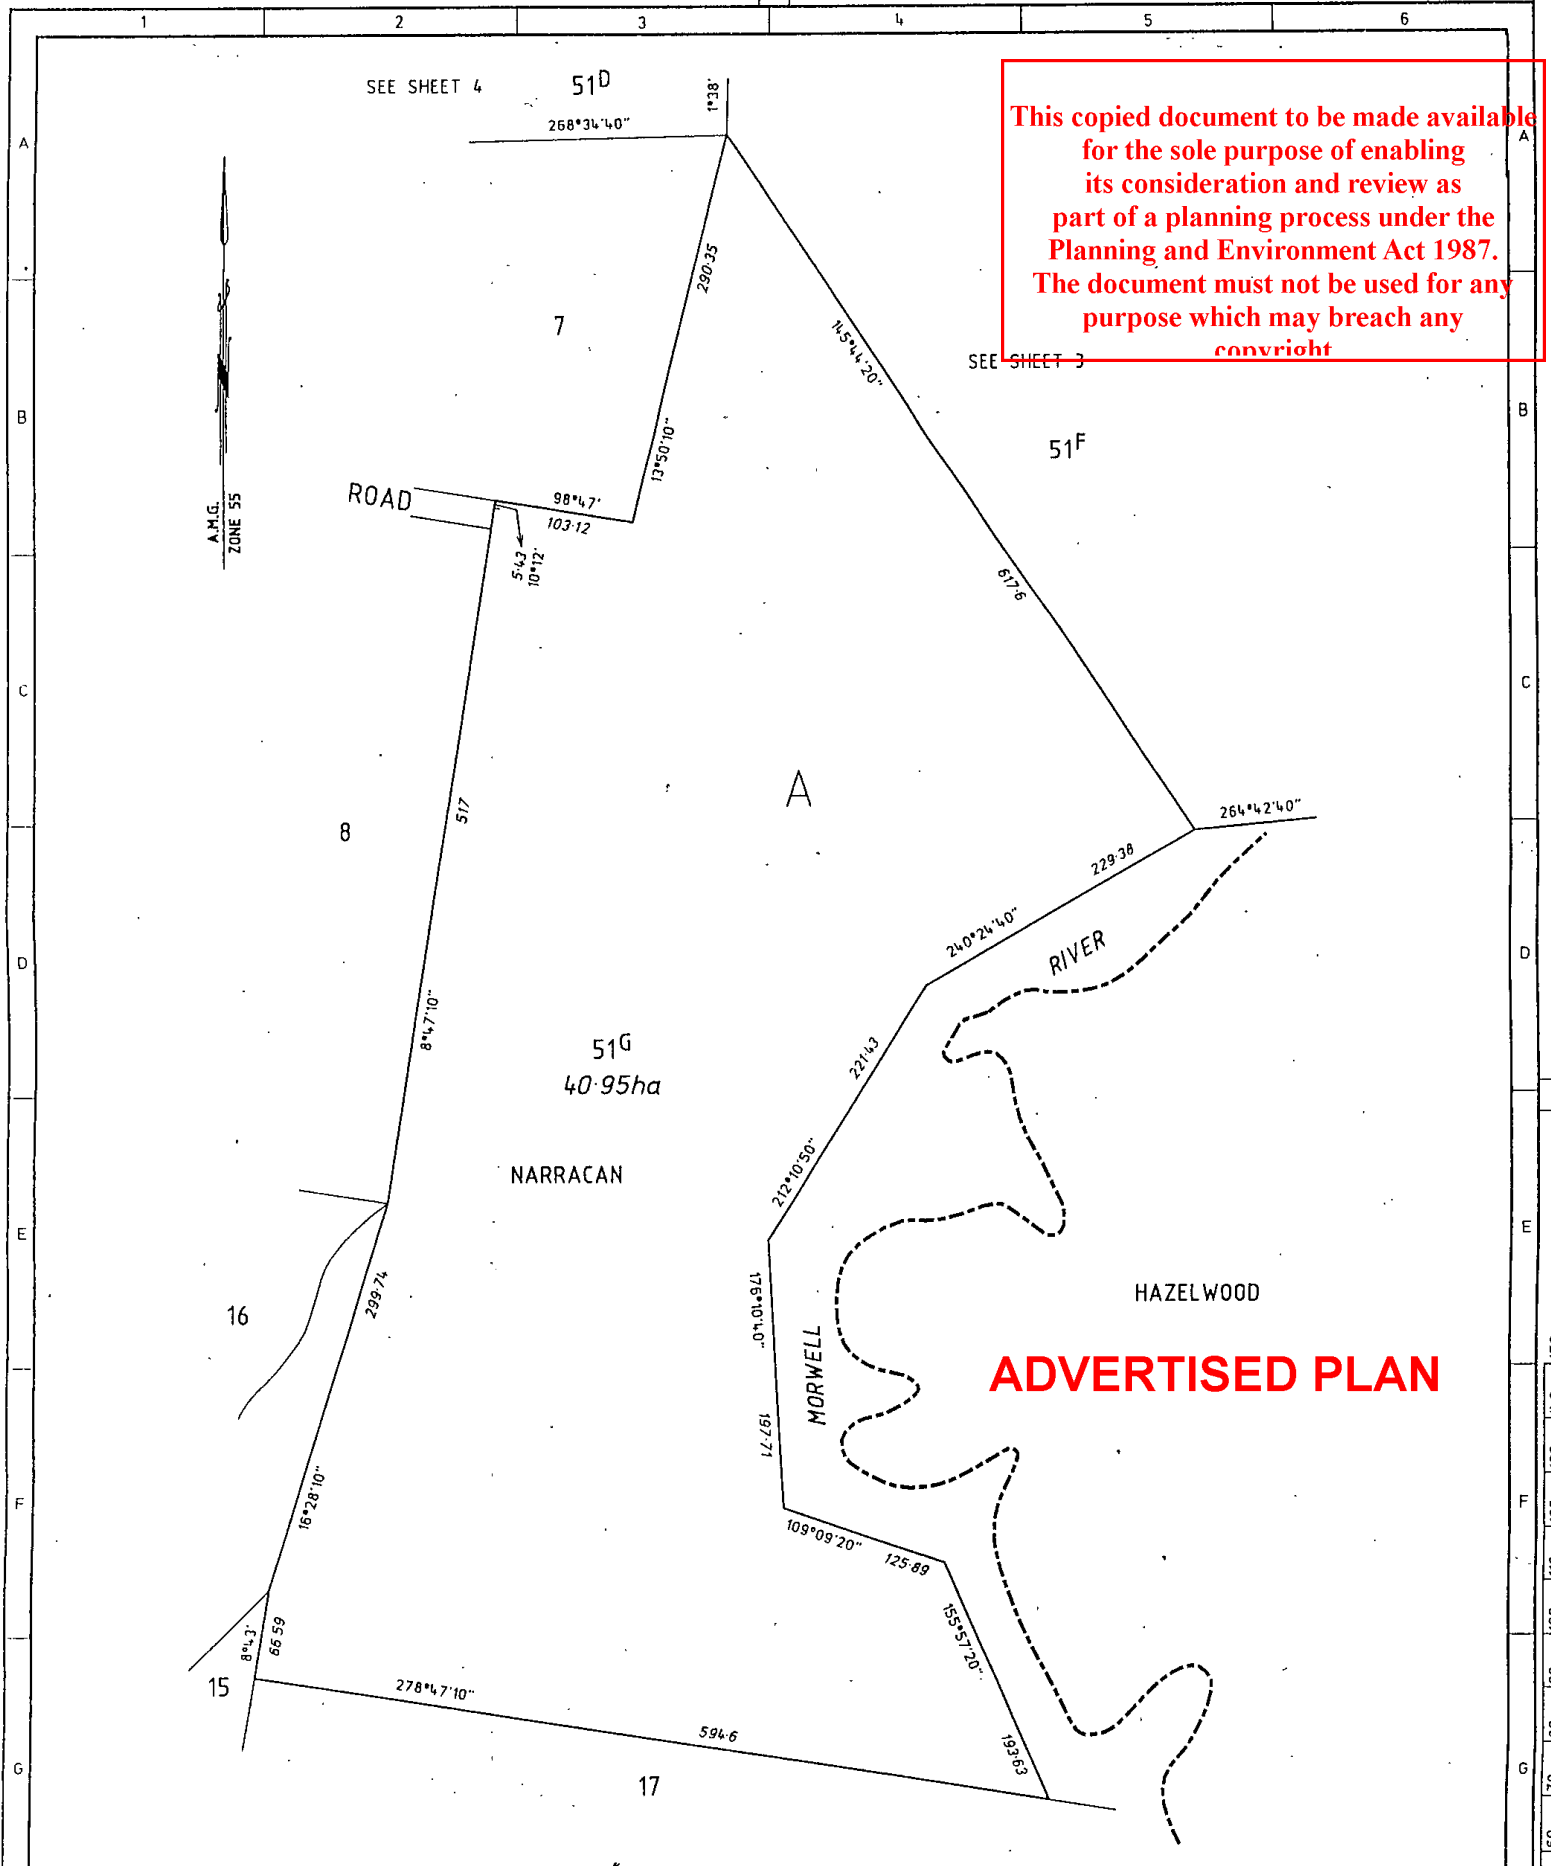 1 2 3 4 5 6
SEE SHEET 4
51D
1°38'
268°34'40"
A
A
This copied document to be made available
for the sole purpose of enabling
its consideration and review as
part of a planning process under the
Planning and Environment Act 1987.
The document must not be used for any
purpose which may breach any
copyright
290·35
7
145°44'20"
SEE SHEET 3
B
B
51F
13°50'10"
ROAD
98°47'
103·12
A.M.G.
ZONE 55
5·43
10°12'
617·6
C
C
A
517
8
264°42'40"
229·38
240°24'40"
RIVER
D
D
8°47'10"
51G
40·95ha
221·43
NARRACAN
212°10'50"
E
E
299·74
16
176°10'40"
HAZELWOOD
MORWELL
ADVERTISED PLAN
197·71
16°28'10"
F
F
109°09'20"
125·89
8°43'
66 59
155°57'20"
15
278°47'10"
594·6
193·63
G
G
17